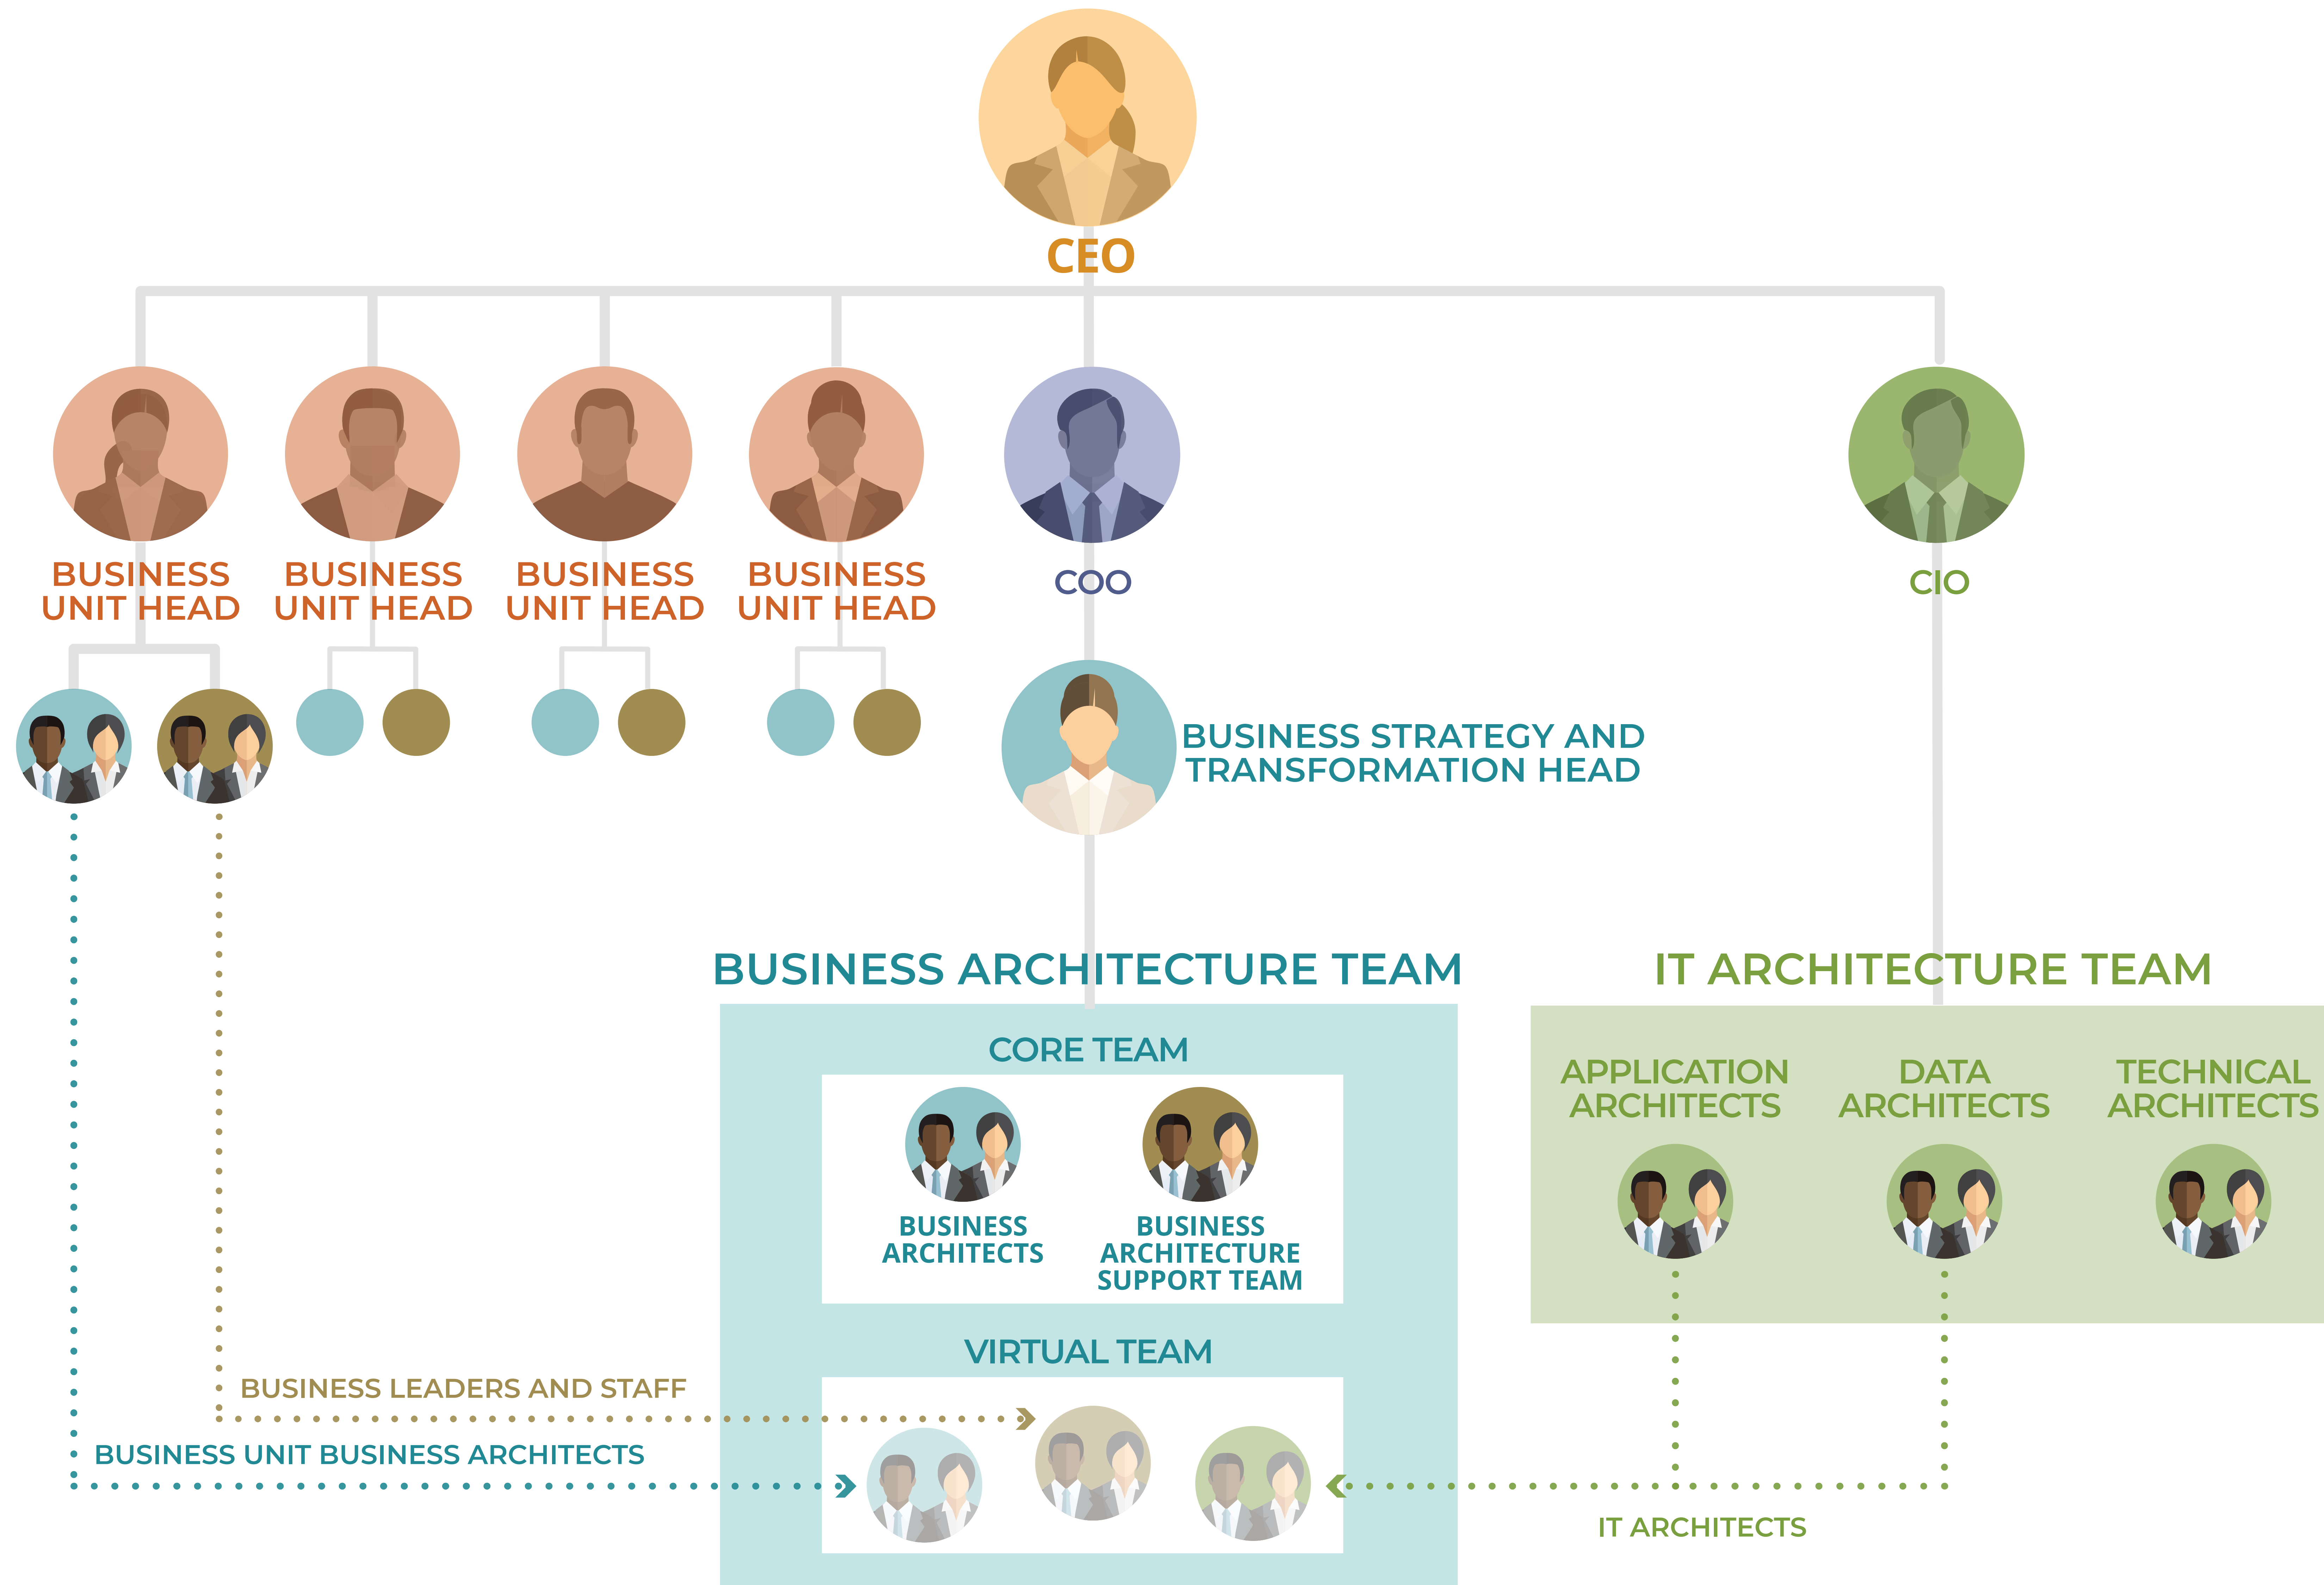 CEO
BUSINESS
UNIT HEAD
BUSINESS
UNIT HEAD
BUSINESS
UNIT HEAD
BUSINESS
UNIT HEAD
COO
CIO
BUSINESS STRATEGY AND
TRANSFORMATION HEAD
BUSINESS ARCHITECTURE TEAM
CORE TEAM
BUSINESS
ARCHITECTS
BUSINESS
ARCHITECTURE
SUPPORT TEAM
VIRTUAL TEAM
IT ARCHITECTURE TEAM
APPLICATION
ARCHITECTS
DATA
ARCHITECTS
TECHNICAL
ARCHITECTS
BUSINESS LEADERS AND STAFF
BUSINESS UNIT BUSINESS ARCHITECTS
IT ARCHITECTS